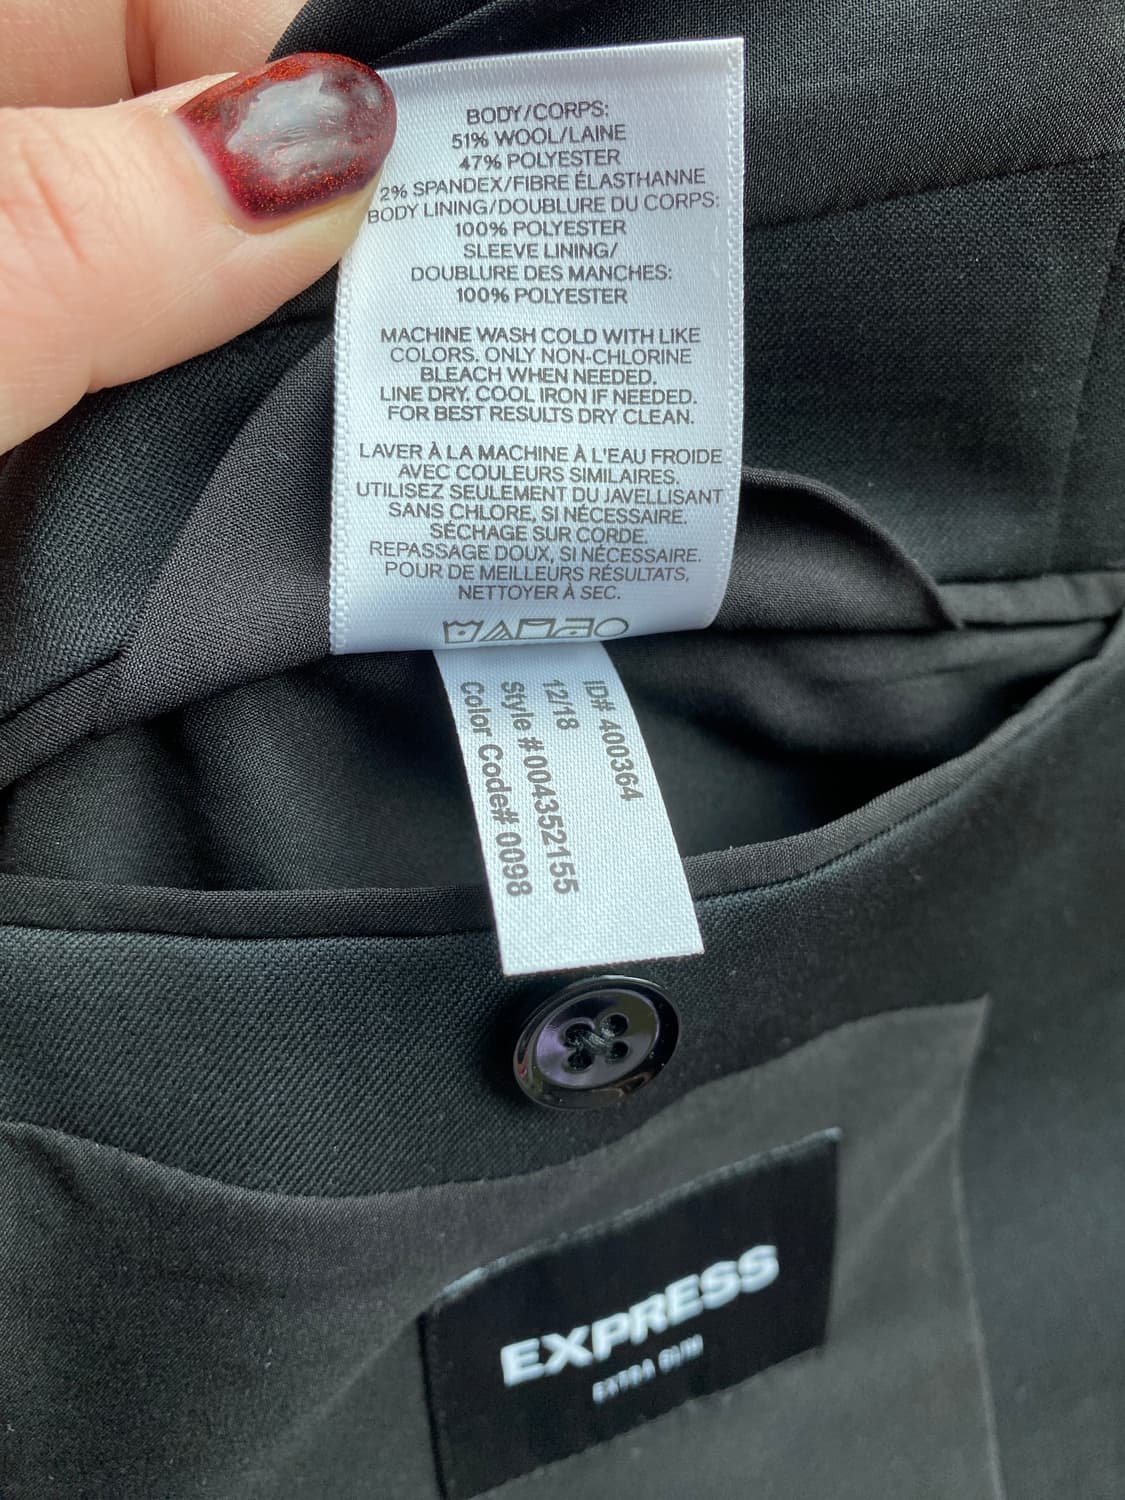 BODY/CORPS:
51% WOOL/LAINE
47% POLYESTER
2% SPANDEX/FIBRE ÉLASTHANNE
BODY LINING/DOUBLURE DU CORPS:
100% POLYESTER
SLEEVE LINING/
DOUBLURE DES MANCHES:
100% POLYESTER
MACHINE WASH COLD WITH LIKE
COLORS. ONLY NON-CHLORINE
BLEACH WHEN NEEDED.
LINE DRY. COOL IRON IF NEEDED.
FOR BEST RESULTS DRY CLEAN.
LAVER À LA MACHINE À L'EAU FROIDE
AVEC COULEURS SIMILAIRES.
UTILISEZ SEULEMENT DU JAVELLISANT
SANS CHLORE, SI NÉCESSAIRE.
SÉCHAGE SUR CORDE.
REPASSAGE DOUX, SI NÉCESSAIRE.
POUR DE MEILLEURS RÉSULTATS,
NETTOYER À SEC.
ID# 400364
12/18
Style #004352155
Color Code# 0098
EXPRESS
EXTRA SLIM